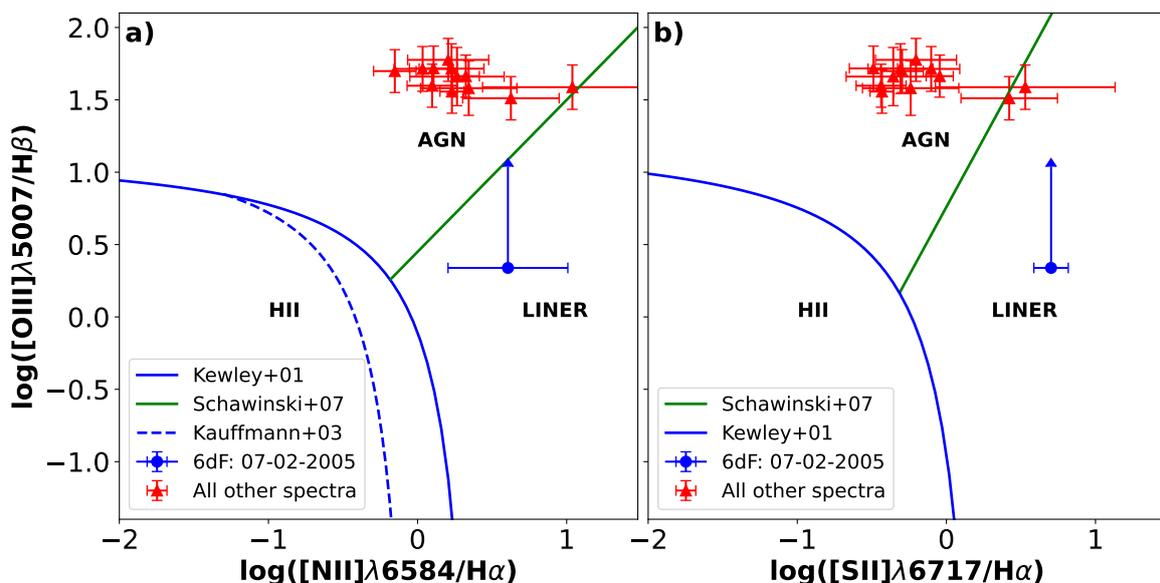 a)
b)
2.0
1.5
1.0
0.5
0.0
−0.5
−1.0
log([OIII]λ5007/Hβ)
AGN
HII
LINER
Kewley+01
Schawinski+07
Kauffmann+03
6dF: 07-02-2005
All other spectra
−2
−1
0
1
log([NII]λ6584/Hα)
AGN
HII
LINER
Schawinski+07
Kewley+01
6dF: 07-02-2005
All other spectra
−2
−1
0
1
log([SII]λ6717/Hα)